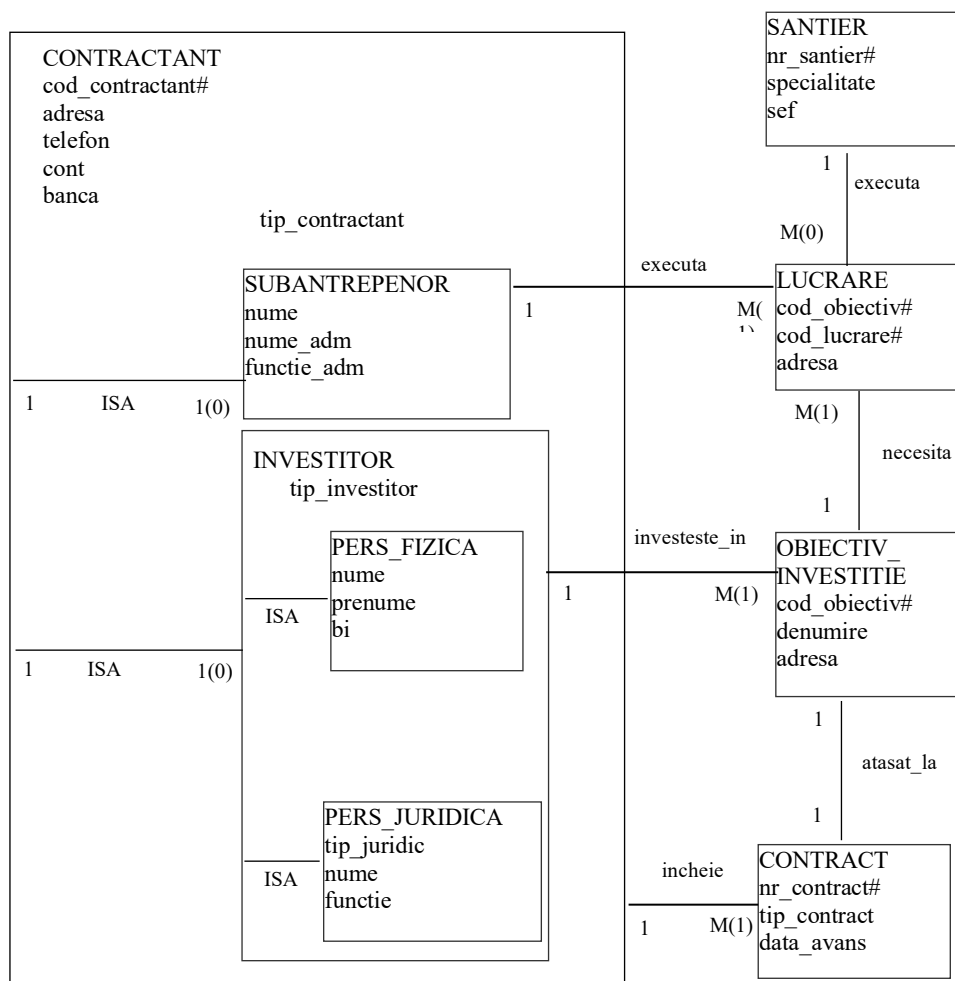 CONTRACTANT
cod_contractant#
adresa
telefon
cont
banca
tip_contractant
SUBANTREPENOR
nume
nume_adm
functie_adm
1
ISA
1(0)
INVESTITOR
tip_investitor
PERS_FIZICA
nume
prenume
bi
ISA
1
ISA
1(0)
PERS_JURIDICA
tip_juridic
nume
functie
ISA
SANTIER
nr_santier#
specialitate
sef
1
executa
M(0)
executa
1
M(
LUCRARE
cod_obiectiv#
cod_lucrare#
adresa
M(1)
necesita
1
investeste_in
1
M(1)
OBIECTIV_
INVESTITIE
cod_obiectiv#
denumire
adresa
1
atasat_la
1
incheie
1
M(1)
CONTRACT
nr_contract#
tip_contract
data_avans